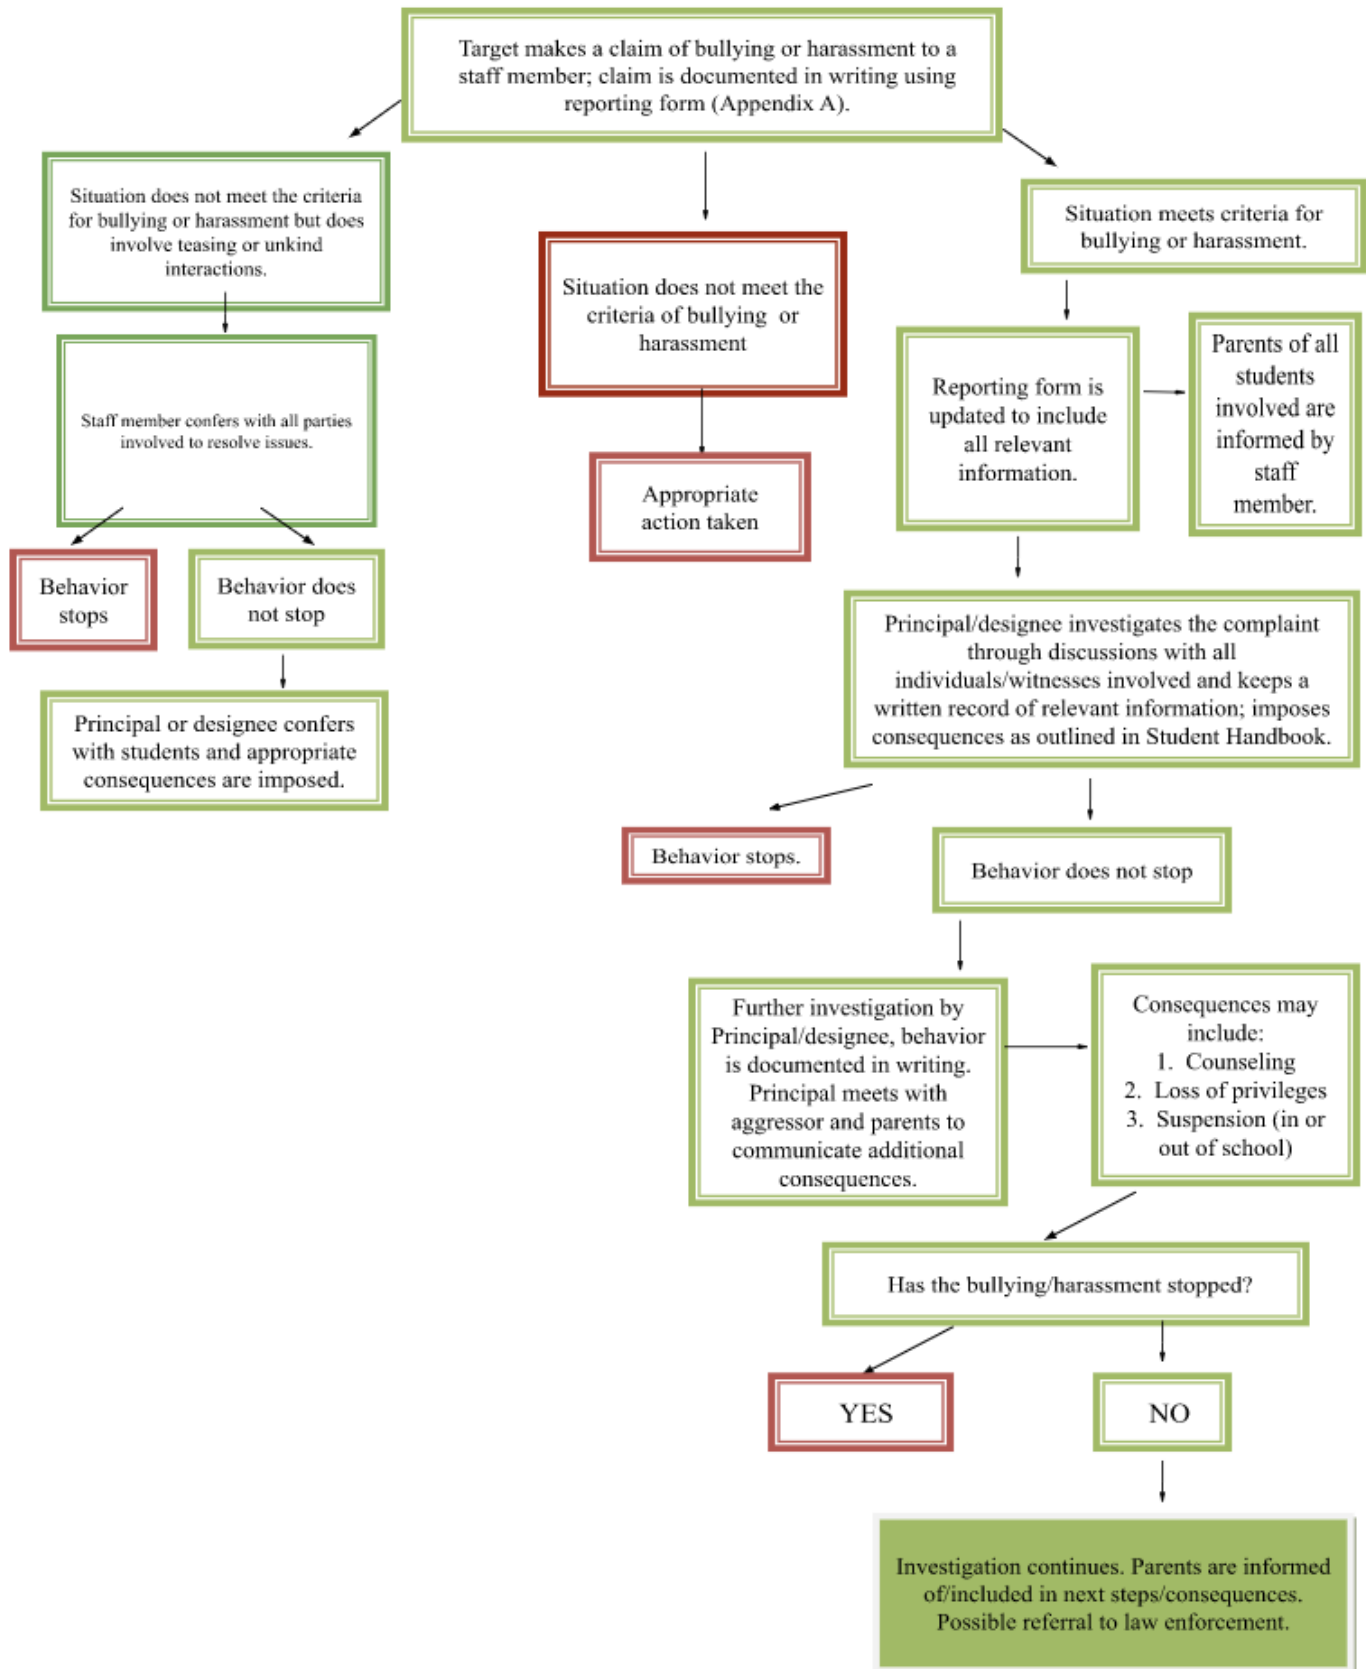 Target makes a claim of bullying or harassment to a
staff member; claim is documented in writing using
reporting form (Appendix A).
Situation does not meet the criteria
for bullying or harassment but does
involve teasing or unkind
interactions.
Situation does not meet the
criteria of bullying or
harassment
Situation meets criteria for
bullying or harassment.
Staff member confers with all parties
involved to resolve issues.
Appropriate
action taken
Reporting form is
updated to include
all relevant
information.
Parents of all
students
involved are
informed by
staff
member.
Behavior
stops
Behavior does
not stop
Principal or designee confers
with students and appropriate
consequences are imposed.
Principal/designee investigates the complaint
through discussions with all
individuals/witnesses involved and keeps a
written record of relevant information; imposes
consequences as outlined in Student Handbook.
Behavior stops.
Behavior does not stop
Further investigation by
Principal/designee, behavior
is documented in writing.
Principal meets with
aggressor and parents to
communicate additional
consequences.
Consequences may
include:
1. Counseling
2. Loss of privileges
3. Suspension (in or
out of school)
Has the bullying/harassment stopped?
YES
NO
Investigation continues. Parents are informed
of/included in next steps/consequences.
Possible referral to law enforcement.